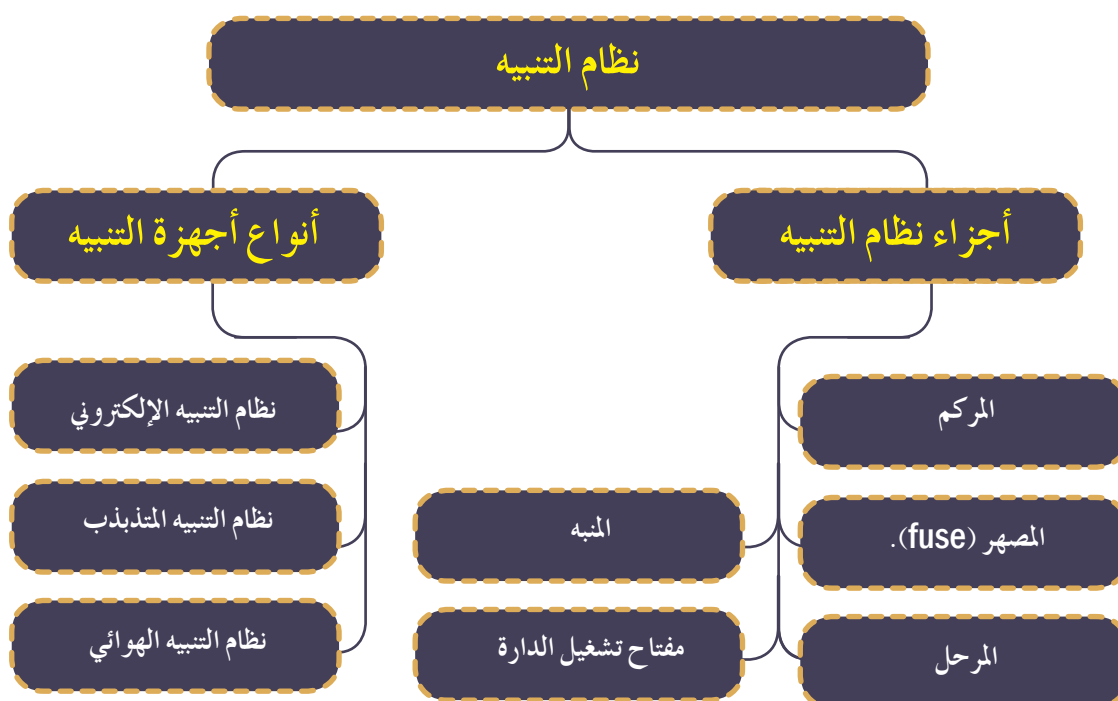 نظام التنبيه
أجزاء نظام التنبيه
أنواع أجهزة التنبيه
المركم
المصهر (fuse).
المرحل
المنبه
مفتاح تشغيل الدارة
نظام التنبيه الإلكتروني
نظام التنبيه المتذبذب
نظام التنبيه الهوائي